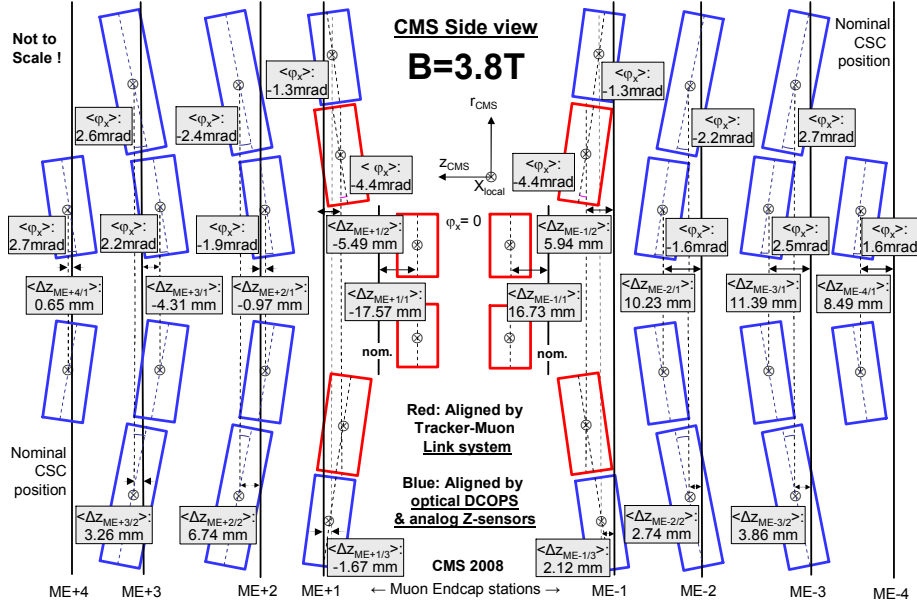 Not to
Scale !
CMS Side view
B=3.8T
Nominal
CSC
position
<φx>:
-1.3mrad
<φx>:
-1.3mrad
<φx>:
2.6mrad
<φx>:
-2.4mrad
<φx>:
-2.2mrad
<φx>:
2.7mrad
rCMS
zCMS
Xlocal
< φx>:
-4.4mrad
<φx>:
-4.4mrad
φx= 0
<φx>:
2.7mrad
<φx>:
2.2mrad
<φx>:
-1.9mrad
<φx>:
-1.6mrad
<φx>:
2.5mrad
<φx>:
1.6mrad
<ΔzME+1/2>:
-5.49 mm
<ΔzME-1/2>:
5.94 mm
<ΔzME+4/1>:
0.65 mm
<ΔzME+3/1>:
-4.31 mm
<ΔzME+2/1>:
-0.97 mm
<ΔzME+1/1>:
-17.57 mm
<ΔzME-1/1>:
16.73 mm
<ΔzME-2/1>:
10.23 mm
<ΔzME-3/1>:
11.39 mm
<ΔzME-4/1>:
8.49 mm
nom.
nom.
Red: Aligned by
Tracker-Muon
Link system
Blue: Aligned by
optical DCOPS
& analog Z-sensors
Nominal
CSC
position
<ΔzME+3/2>:
3.26 mm
<ΔzME+2/2>:
6.74 mm
<ΔzME+1/3>:
-1.67 mm
<ΔzME-1/3>:
2.12 mm
<ΔzME-2/2>:
2.74 mm
<ΔzME-3/2>:
3.86 mm
CMS 2008
ME+4
ME+3
ME+2
ME+1
← Muon Endcap stations →
ME-1
ME-2
ME-3
ME-4